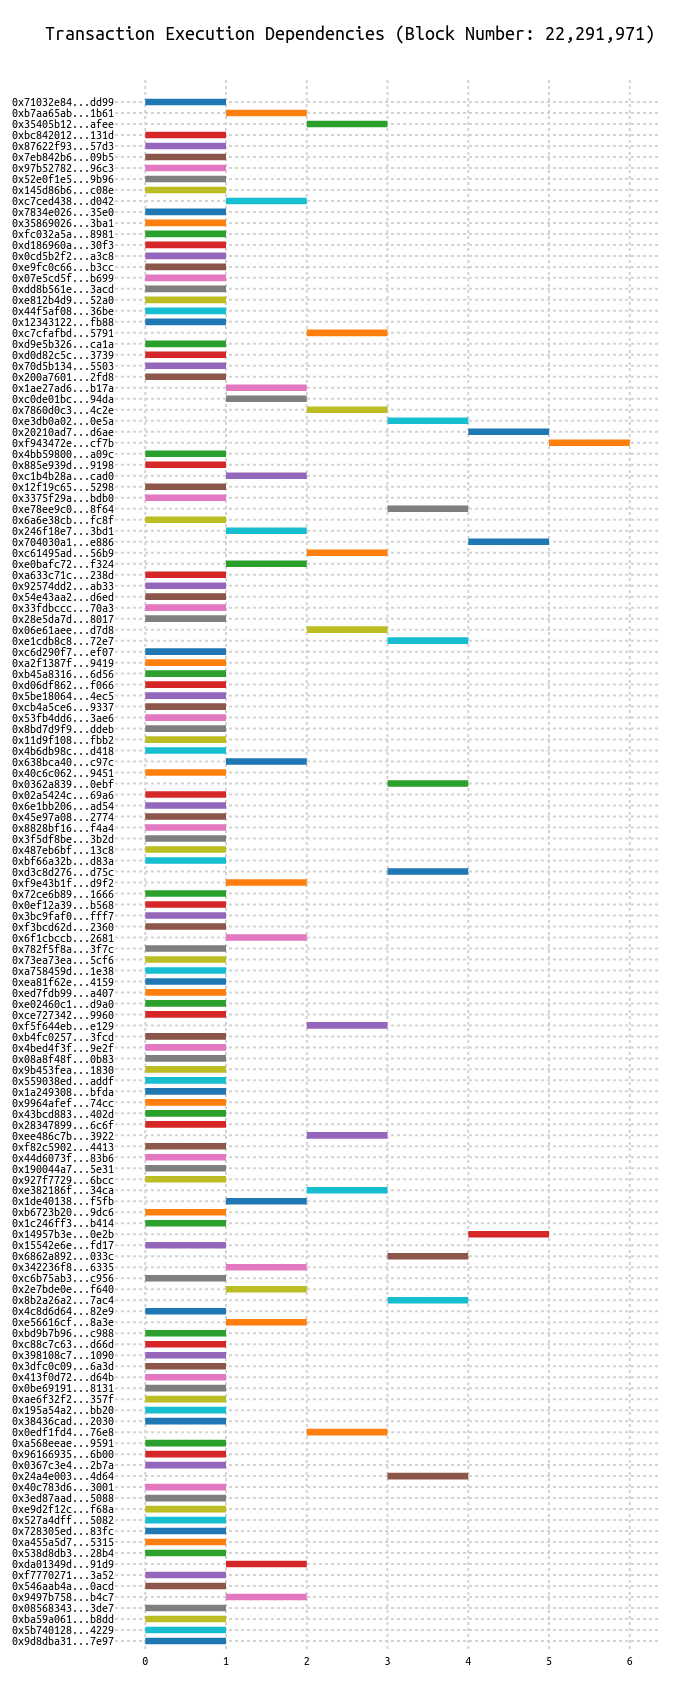 Transaction Execution Dependencies (Block Number: 22,291,971)
0x71032e84...dd99
0xb7aa65ab...1b61
0x35405b12...afee
0xbc842012...131d
0x87622f93...57d3
0x7eb842b6...09b5
0x97b52782...96c3
0x52e0f1e5...9b96
0x145d86b6...c08e
0xc7ced438...d042
0x7834e026...35e0
0x35869026...3ba1
0xfc032a5a...8981
0xd186960a...30f3
0x0cd5b2f2...a3c8
0xe9fc0c66...b3cc
0x07e5cd5f...b699
0xdd8b561e...3acd
0xe812b4d9...52a0
0x44f5af08...36be
0x12343122...fb88
0xc7cfafbd...5791
0xd9e5b326...ca1a
0xd0d82c5c...3739
0x70d5b134...5503
0x200a7601...2fd8
0x1ae27ad6...b17a
0xc0de01bc...94da
0x7860d0c3...4c2e
0xe3db0a02...0e5a
0x20210ad7...d6ae
0xf943472e...cf7b
0x4bb59800...a09c
0x885e939d...9198
0xc1b4b28a...cad0
0x12f19c65...5298
0x3375f29a...bdb0
0xe78ee9c0...8f64
0x6a6e38cb...fc8f
0x246f18e7...3bd1
0x704030a1...e886
0xc61495ad...56b9
0xe0bafc72...f324
0xa633c71c...238d
0x92574dd2...ab33
0x54e43aa2...d6ed
0x33fdbccc...70a3
0x28e5da7d...8017
0x06e61aee...d7d8
0xe1cdb8c8...72e7
0xc6d290f7...ef07
0xa2f1387f...9419
0xb45a8316...6d56
0xd06df862...f066
0x5be18064...4ec5
0xcb4a5ce6...9337
0x53fb4dd6...3ae6
0x8bd7d9f9...ddeb
0x11d9f108...fbb2
0x4b6db98c...d418
0x638bca40...c97c
0x40c6c062...9451
0x0362a839...0ebf
0x02a5424c...69a6
0x6e1bb206...ad54
0x45e97a08...2774
0x8828bf16...f4a4
0x3f5df8be...3b2d
0x487eb6bf...13c8
0xbf66a32b...d83a
0xd3c8d276...d75c
0xf9e43b1f...d9f2
0x72ce6b89...1666
0x0ef12a39...b568
0x3bc9faf0...fff7
0xf3bcd62d...2360
0x6f1cbccb...2681
0x782f5f8a...3f7c
0x73ea73ea...5cf6
0xa758459d...1e38
0xea81f62e...4159
0xed7fdb99...a407
0xe02460c1...d9a0
0xce727342...9960
0xf5f644eb...e129
0xb4fc0257...3fcd
0x4bed4f3f...9e2f
0x08a8f48f...0b83
0x9b453fea...1830
0x559038ed...addf
0x1a249308...bfda
0x9964afef...74cc
0x43bcd883...402d
0x28347899...6c6f
0xee486c7b...3922
0xf82c5902...4413
0x44d6073f...83b6
0x190044a7...5e31
0x927f7729...6bcc
0xe382186f...34ca
0x1de40138...f5fb
0xb6723b20...9dc6
0x1c246ff3...b414
0x14957b3e...0e2b
0x15542e6e...fd17
0x6862a892...033c
0x342236f8...6335
0xc6b75ab3...c956
0x2e7bde0e...f640
0x8b2a26a2...7ac4
0x4c8d6d64...82e9
0xe56616cf...8a3e
0xbd9b7b96...c988
0xc88c7c63...d66d
0x398108c7...1090
0x3dfc0c09...6a3d
0x413f0d72...d64b
0x0be69191...8131
0xae6f32f2...357f
0x195a54a2...bb20
0x38436cad...2030
0x0edf1fd4...76e8
0xa568eeae...9591
0x96166935...6b00
0x0367c3e4...2b7a
0x24a4e003...4d64
0x40c783d6...3001
0x3ed87aad...5088
0xe9d2f12c...f68a
0x527a4dff...5082
0x728305ed...83fc
0xa455a5d7...5315
0x538d8db3...28b4
0xda01349d...91d9
0xf7770271...3a52
0x546aab4a...0acd
0x9497b758...b4c7
0x08568343...3de7
0xba59a061...b8dd
0x5b740128...4229
0x9d8dba31...7e97
0 1 2 3 4 5 6